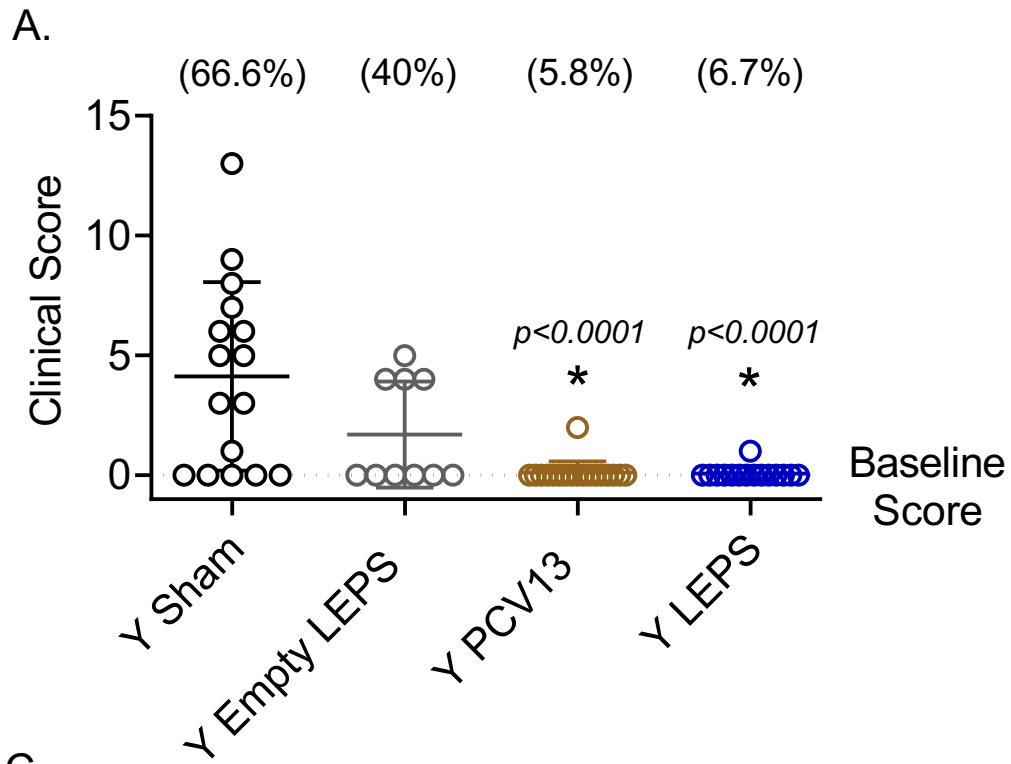 A.
(66.6%) (40%) (5.8%) (6.7%)
15
10
5
0
Clinical Score
p<0.0001 p<0.0001
* *
Baseline
Score
Y Sham
Y Empty LEPS
Y PCV13
Y LEPS